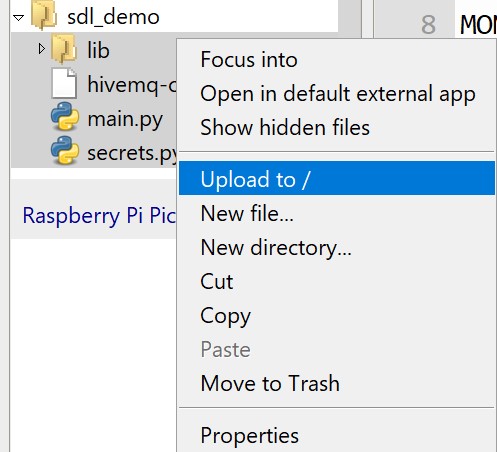 sdl_demo
8 MON
lib
hivemq-c
main.py
secrets.py
Raspberry Pi Pic
Focus into
Open in default external app
Show hidden files
Upload to /
New file...
New directory...
Cut
Copy
Paste
Move to Trash
Properties